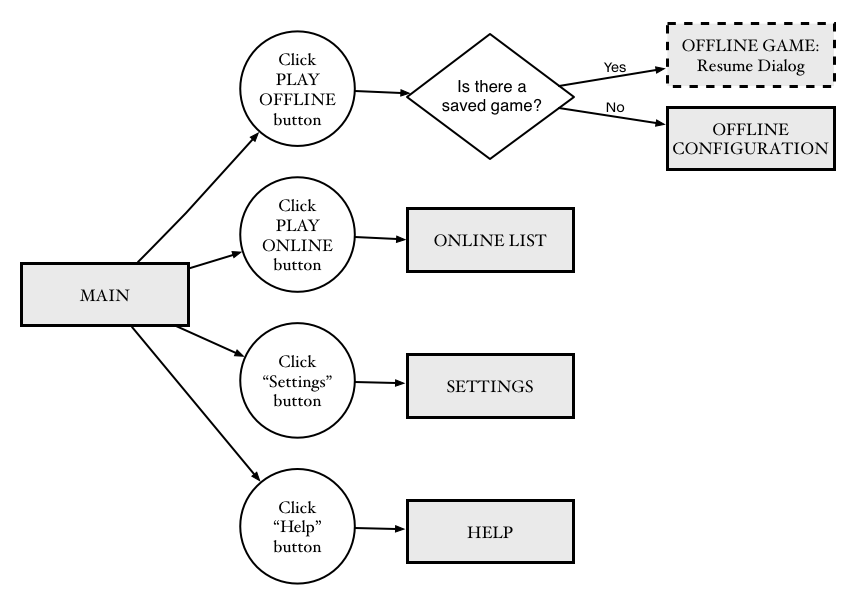 Click
PLAY
OFFLINE
button
Is there a
saved game?
Yes
No
OFFLINE GAME:
Resume Dialog
OFFLINE
CONFIGURATION
Click
PLAY
ONLINE
button
ONLINE LIST
MAIN
Click
“Settings”
button
SETTINGS
Click
“Help”
button
HELP